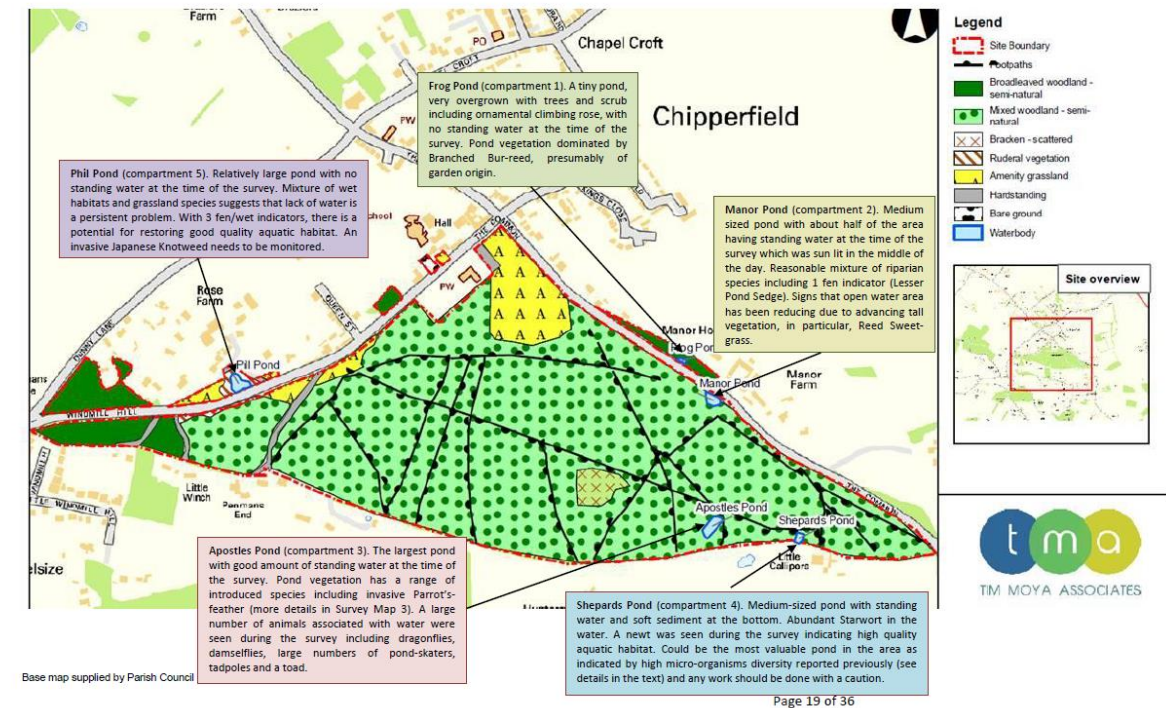 Farm
Chapel Croft
PO
CROFT
PW
Chipperfield
KINGS CLOSE
THE COMMON
Hall
PW
Rose
Farm
QUEEN ST
DUNNY LANE
Pil Pond
WINDMILL HILL
Manor Pond
Manor
Farm
THE COMMON
Little
Winch
Penmans
End
Apostles Pond
Shepards Pond
Little
Callipers
elsize
Frog Pond (compartment 1). A tiny pond,
very overgrown with trees and scrub
including ornamental climbing rose, with
no standing water at the time of the
survey. Pond vegetation dominated by
Branched Bur-reed, presumably of
garden origin.
Phil Pond (compartment 5). Relatively large pond with no
standing water at the time of the survey. Mixture of wet
habitats and grassland species suggests that lack of water is
a persistent problem. With 3 fen/wet indicators, there is a
potential for restoring good quality aquatic habitat. An
invasive Japanese Knotweed needs to be monitored.
Manor Pond (compartment 2). Medium
sized pond with about half of the area
having standing water at the time of the
survey which was sun lit in the middle of
the day. Reasonable mixture of riparian
species including 1 fen indicator (Lesser
Pond Sedge). Signs that open water area
has been reducing due to advancing tall
vegetation, in particular, Reed Sweet-
grass.
Apostles Pond (compartment 3). The largest pond
with good amount of standing water at the time of
the survey. Pond vegetation has a range of
introduced species including invasive Parrot's-
feather (more details in Survey Map 3). A large
number of animals associated with water were
seen during the survey including dragonflies,
damselflies, large numbers of pond-skaters,
tadpoles and a toad.
Shepards Pond (compartment 4). Medium-sized pond with standing
water and soft sediment at the bottom. Abundant Starwort in the
water. A newt was seen during the survey indicating high quality
aquatic habitat. Could be the most valuable pond in the area as
indicated by high micro-organisms diversity reported previously (see
details in the text) and any work should be done with a caution.
Legend
Site Boundary
Footpaths
Broadleaved woodland -
semi-natural
Mixed woodland - semi-
natural
Bracken - scattered
Ruderal vegetation
Amenity grassland
Hardstanding
Bare ground
Waterbody
Site overview
tma
TIM MOYA ASSOCIATES
Base map supplied by Parish Council
Page 19 of 36